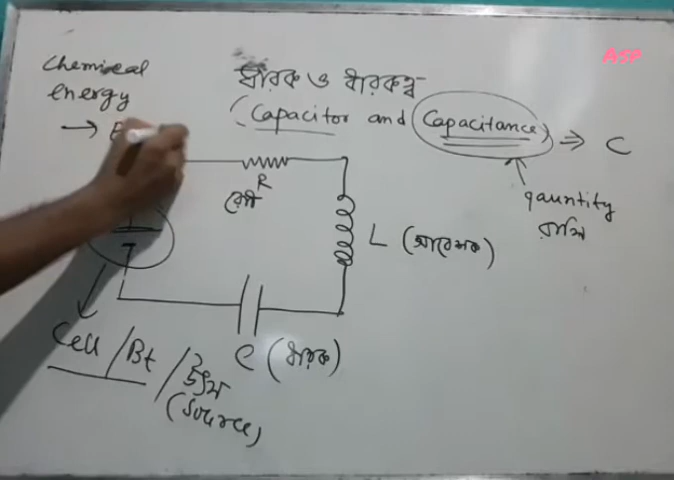 ASP
Chemical
energy
→ E
ধারক ও ধারকত্ব
(Capacitor and Capacitance) ⇒ C
qauntity
রাশি
R
রোধ
L (আবেশক)
C (ধারক)
Cell / Bt / উৎস
(Source)